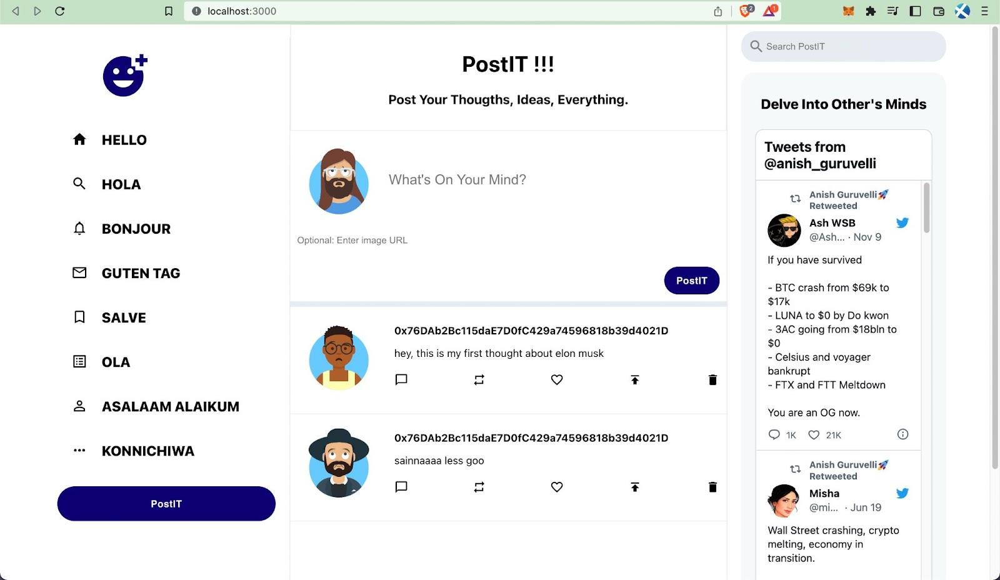 localhost:3000
2
1
HELLO
HOLA
BONJOUR
GUTEN TAG
SALVE
OLA
ASALAAM ALAIKUM
KONNICHIWA
PostIT
PostIT !!!
Post Your Thougths, Ideas, Everything.
What's On Your Mind?
Optional: Enter image URL
PostIT
0x76DAb2Bc115daE7D0fC429a74596818b39d4021D
hey, this is my first thought about elon musk
0x76DAb2Bc115daE7D0fC429a74596818b39d4021D
sainnaaaa less goo
Search PostIT
Delve Into Other's Minds
Tweets from
@anish_guruvelli
Anish Guruvelli🚀
Retweeted
Ash WSB
@Ash... · Nov 9
If you have survived
- BTC crash from $69k to
$17k
- LUNA to $0 by Do kwon
- 3AC going from $18bln to
$0
- Celsius and voyager
bankrupt
- FTX and FTT Meltdown
You are an OG now.
1K 21K
Anish Guruvelli🚀
Retweeted
Misha
@mi... · Jun 19
Wall Street crashing, crypto
melting, economy in
transition.